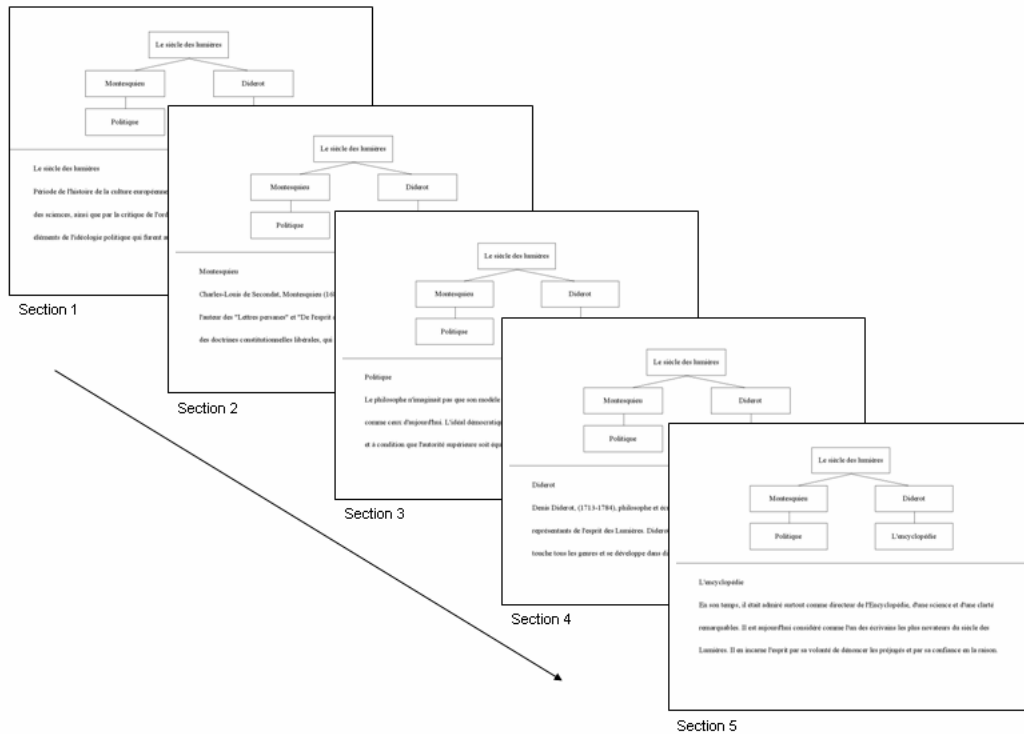 Le siècle des lumières
Montesquieu
Diderot
Politique
Le siècle des lumières
Période de l'histoire de la culture européenne
des sciences, ainsi que par la critique de l'ord
éléments de l'idéologie politique qui furent a
Section 1
Le siècle des lumières
Montesquieu
Diderot
Politique
Montesquieu
Charles-Louis de Secondat, Montesquieu (16
l'auteur des "Lettres persanes" et "De l'esprit
des doctrines constitutionnelles libérales, qui
Section 2
Le siècle des lumières
Montesquieu
Diderot
Politique
Politique
Le philosophe n'imaginait pas que son modèle
comme ceux d'aujourd'hui. L'idéal démocratiq
et à condition que l'autorité supérieure soit
Section 3
Le siècle des lumières
Montesquieu
Diderot
Politique
Diderot
Denis Diderot, (1713-1784), philosophe et
représentants de l'esprit des Lumières. Diderot
touche tous les genres et se développe dans
Section 4
Le siècle des lumières
Montesquieu
Diderot
Politique
L'encyclopédie
L'encyclopédie
En son temps, il était admiré surtout comme directeur de l'Encyclopédie, d'une science et d'une clarté
remarquables. Il est aujourd'hui considéré comme l'un des écrivains les plus novateurs du siècle des
Lumières. Il en incarne l'esprit par sa volonté de dénoncer les préjugés et par sa confiance en la raison.
Section 5